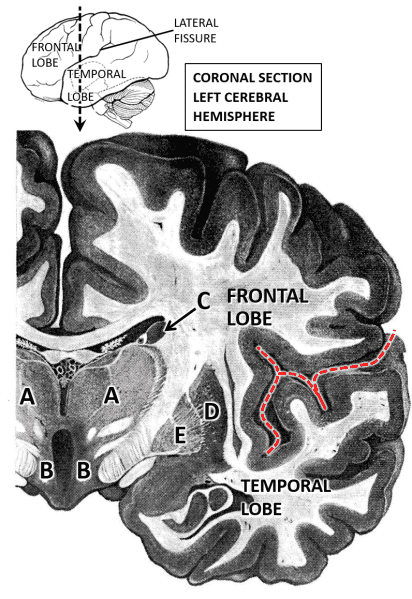 LATERAL
FISSURE
FRONTAL
LOBE
TEMPORAL
LOBE
CORONAL SECTION
LEFT CEREBRAL
HEMISPHERE
C
FRONTAL
LOBE
A
A
D
E
B
B
TEMPORAL
LOBE